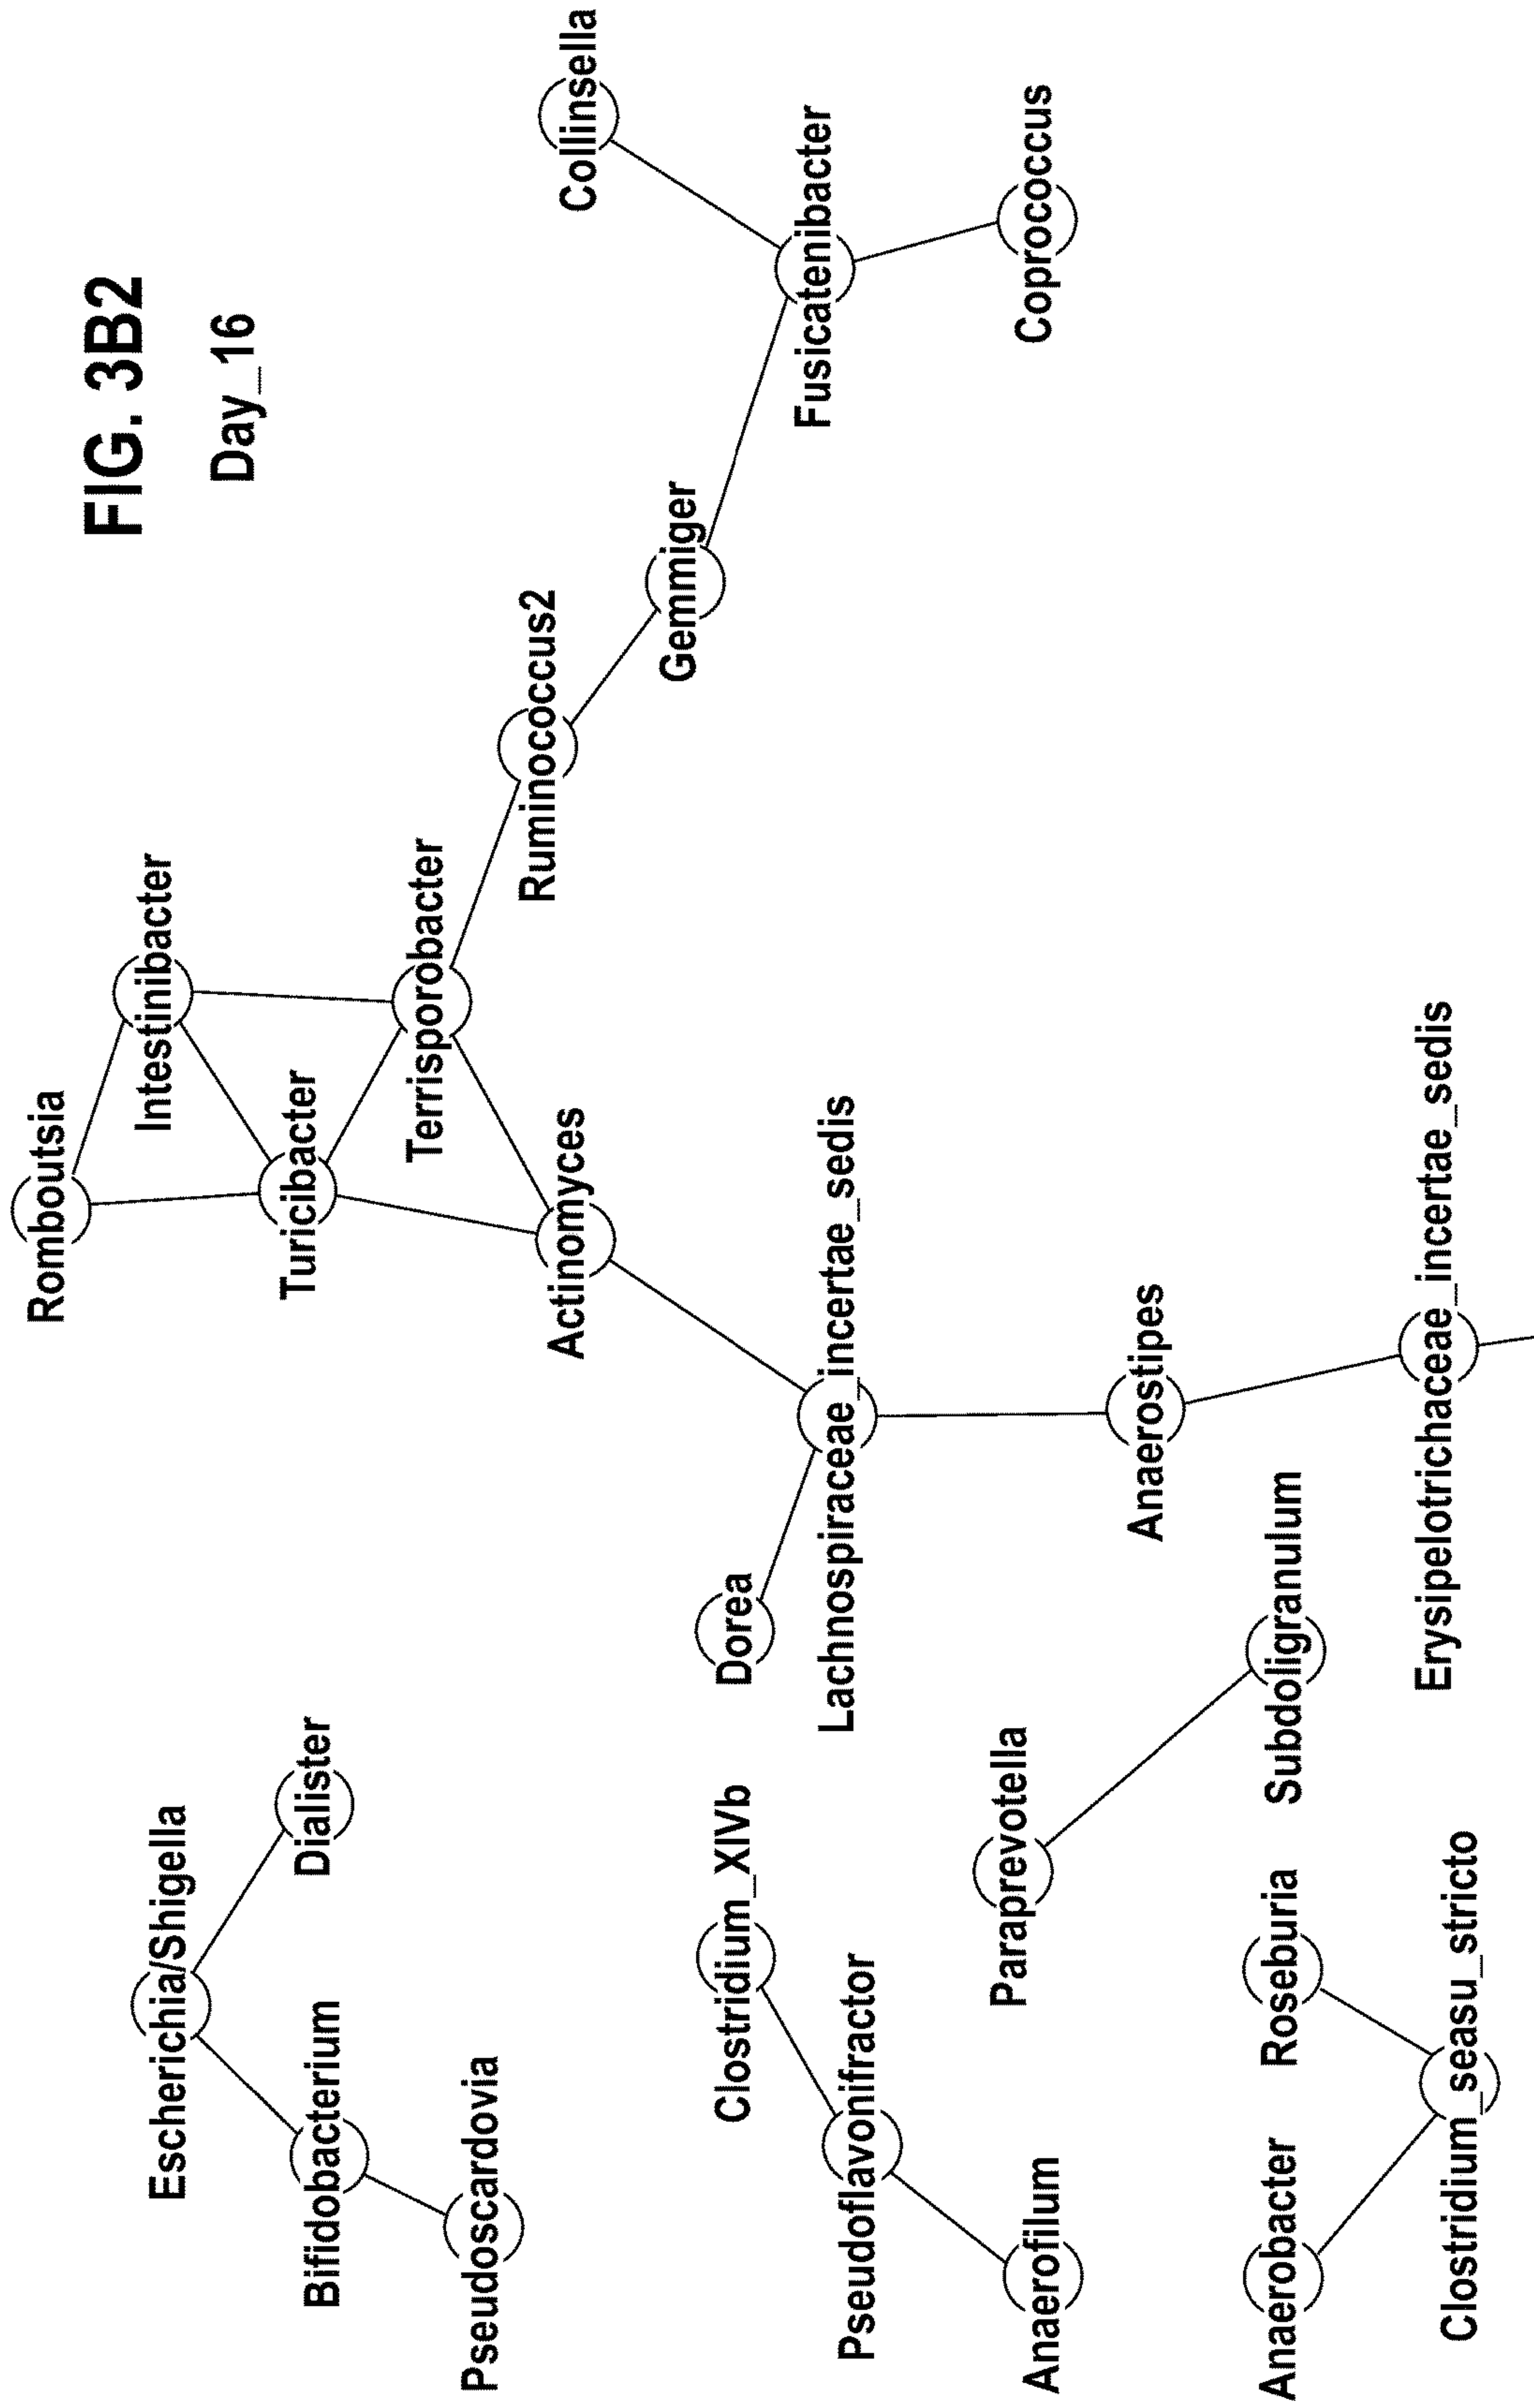 FIG. 3B2
Day_16
Romboutsia
Intestinibacter
Turicibacter
Terrisporobacter
Actinomyces
Ruminococcus2
Gemmiger
Collinsella
Fusicatenibacter
Coprococcus
Escherichia/Shigella
Dialister
Bifidobacterium
Pseudoscardovia
Dorea
Lachnospiraceae_incertae_sedis
Clostridium_XIVb
Pseudoflavonifractor
Anaerofilum
Paraprevotella
Subdoligranulum
Anaerostipes
Roseburia
Anaerobacter
Clostridium_seasu_stricto
Erysipelotrichaceae_incertae_sedis